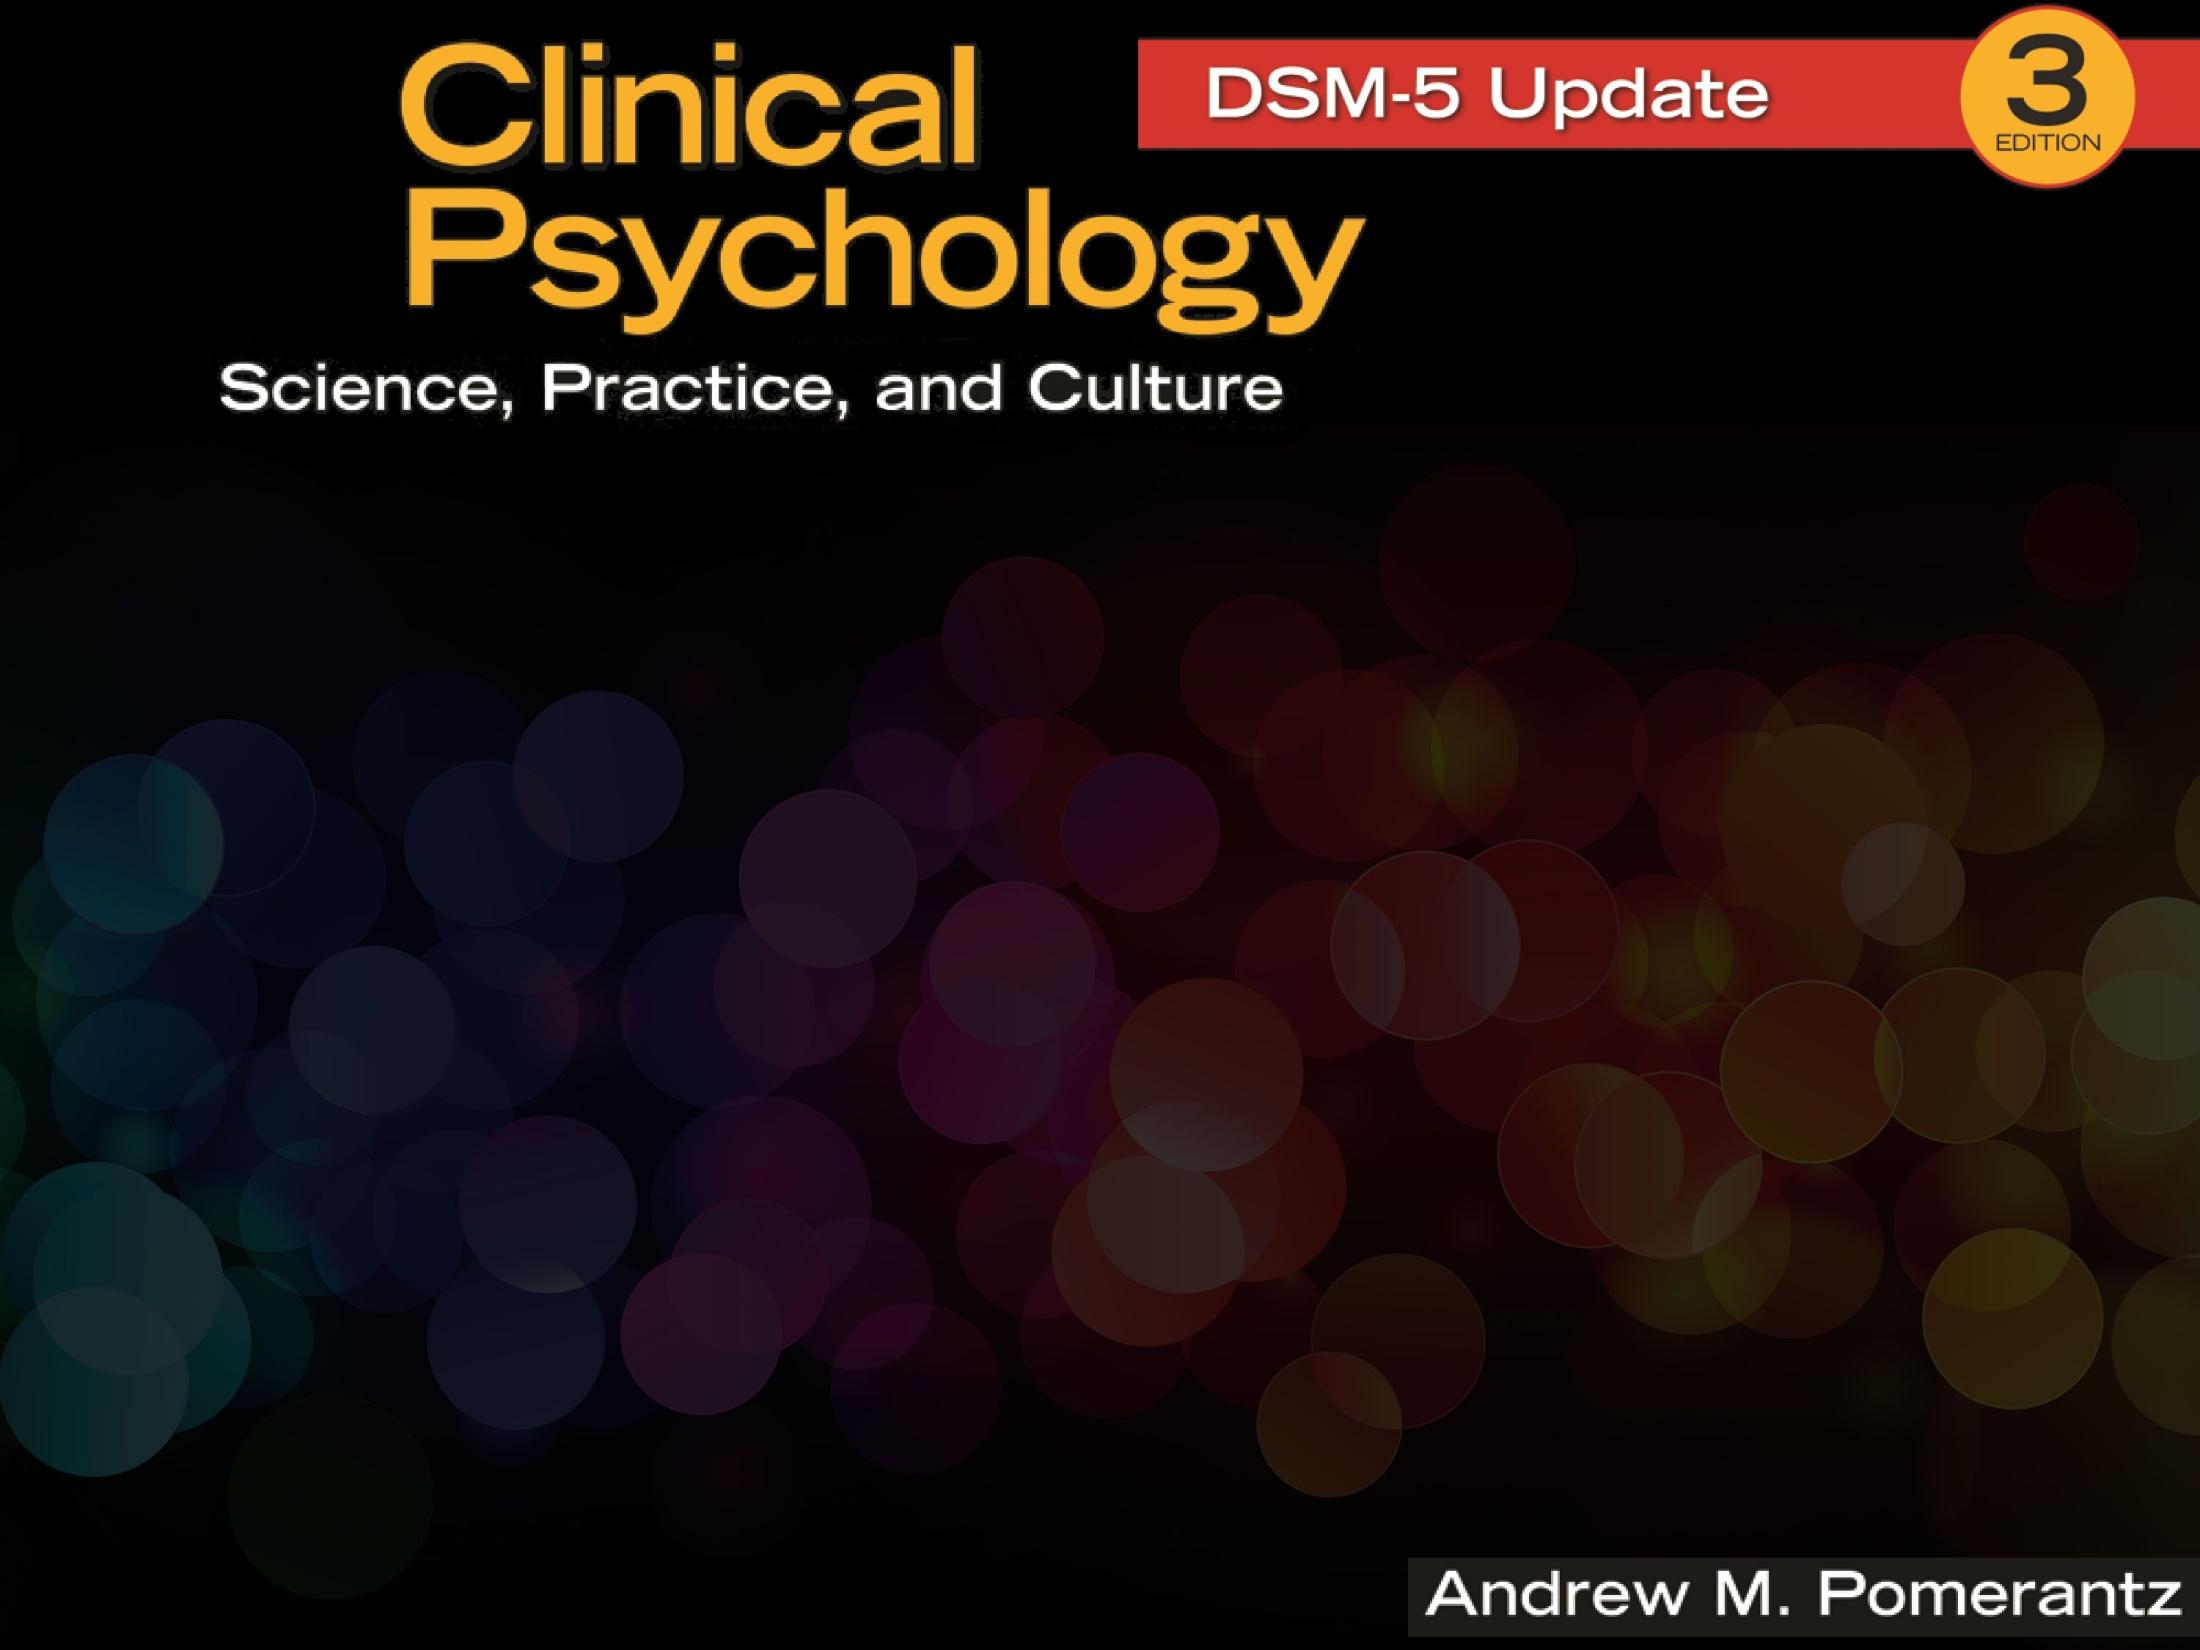 Clinical
Psychology
Science, Practice, and Culture
DSM-5 Update
3
EDITION
Andrew M. Pomerantz